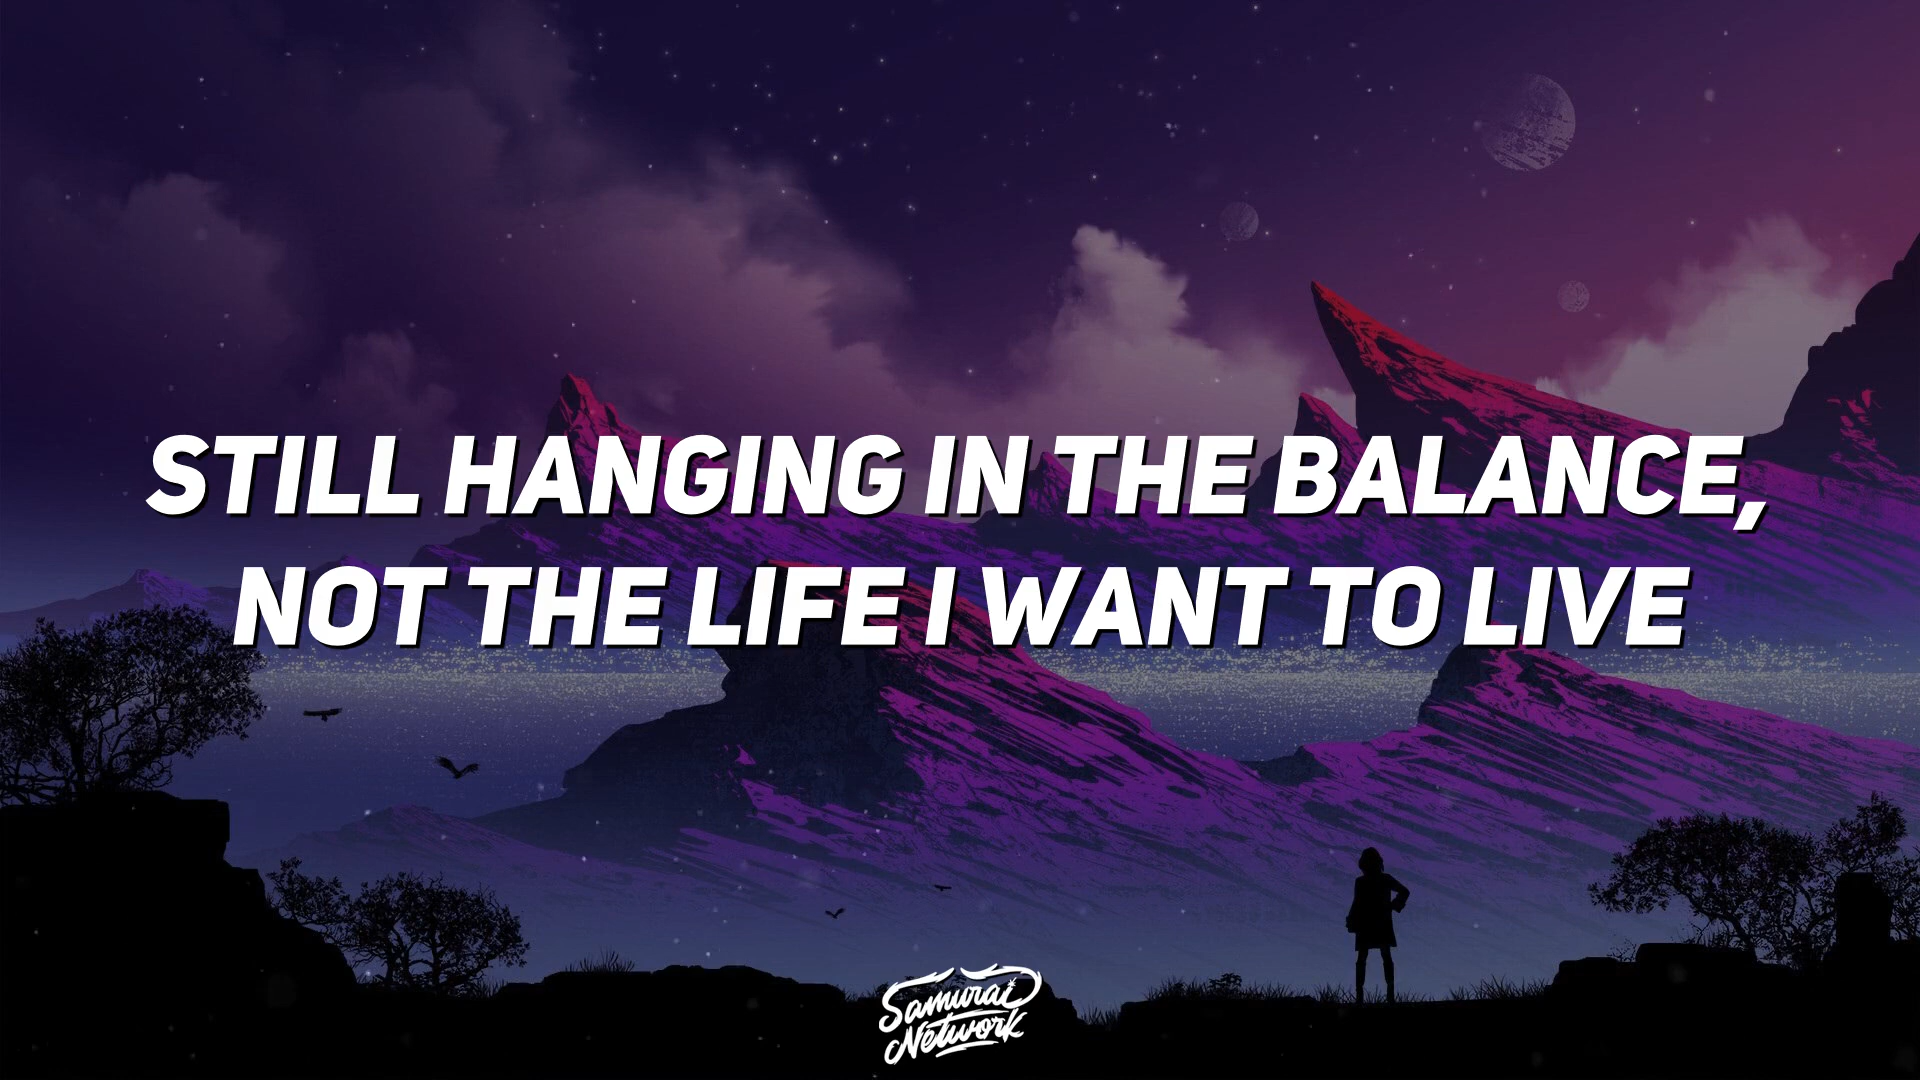 STILL HANGING IN THE BALANCE,
NOT THE LIFE I WANT TO LIVE
Samurai
Network